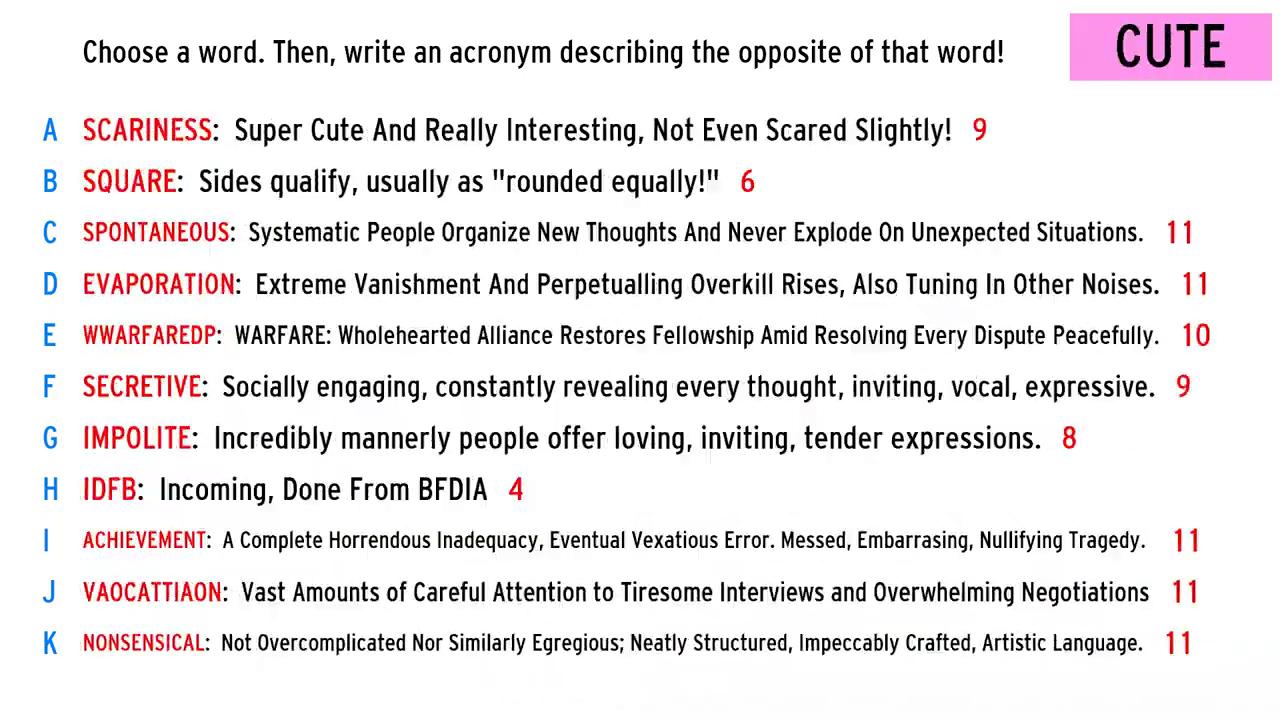 Choose a word. Then, write an acronym describing the opposite of that word!
CUTE
A SCARINESS: Super Cute And Really Interesting, Not Even Scared Slightly! 9
B SQUARE: Sides qualify, usually as "rounded equally!" 6
C SPONTANEOUS: Systematic People Organize New Thoughts And Never Explode On Unexpected Situations. 11
D EVAPORATION: Extreme Vanishment And Perpetualling Overkill Rises, Also Tuning In Other Noises. 11
E WWARFAREDP: WARFARE: Wholehearted Alliance Restores Fellowship Amid Resolving Every Dispute Peacefully. 10
F SECRETIVE: Socially engaging, constantly revealing every thought, inviting, vocal, expressive. 9
G IMPOLITE: Incredibly mannerly people offer loving, inviting, tender expressions. 8
H IDFB: Incoming, Done From BFDIA 4
I ACHIEVEMENT: A Complete Horrendous Inadequacy, Eventual Vexatious Error. Messed, Embarrasing, Nullifying Tragedy. 11
J VAOCATTIAON: Vast Amounts of Careful Attention to Tiresome Interviews and Overwhelming Negotiations 11
K NONSENSICAL: Not Overcomplicated Nor Similarly Egregious; Neatly Structured, Impeccably Crafted, Artistic Language. 11